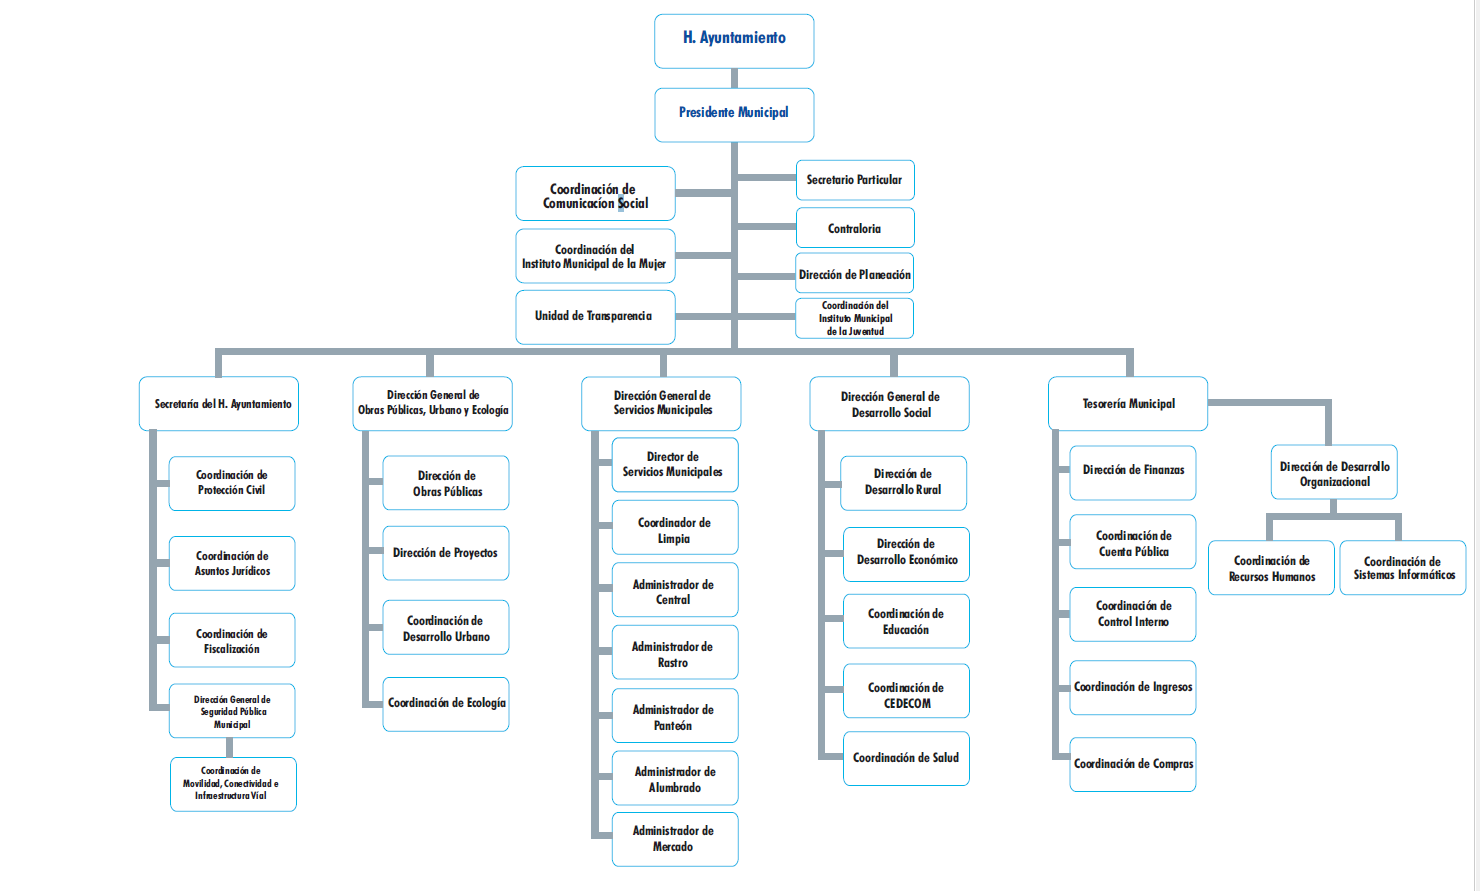 H. Ayuntamiento
Presidente Municipal
Coordinación de
Comunicacíon Social
Secretario Particular
Contraloria
Coordinación del
Instituto Municipal de la Mujer
Dirección de Planeación
Unidad de Transparencia
Coordinación del
Instituto Municipal
de la Juventud
Secretaría del H. Ayuntamiento
Coordinación de
Protección Civil
Coordinación de
Asuntos Jurídicos
Coordinación de
Fiscalización
Dirección General de
Seguridad Pública
Municipal
Coordinación de
Movilidad, Conectividad e
Infraestructura Vial
Dirección General de
Obras Públicas, Urbano y Ecología
Dirección de
Obras Públicas
Dirección de Proyectos
Coordinación de
Desarrollo Urbano
Coordinación de Ecología
Dirección General de
Servicios Municipales
Director de
Servicios Municipales
Coordinador de
Limpia
Administrador de
Central
Administrador de
Rastro
Administrador de
Panteón
Administrador de
Alumbrado
Administrador de
Mercado
Dirección General de
Desarrollo Social
Dirección de
Desarrollo Rural
Dirección de
Desarrollo Económico
Coordinación de
Educación
Coordinación de
CEDECOM
Coordinación de Salud
Tesorería Municipal
Dirección de Finanzas
Coordinación de
Cuenta Pública
Coordinación de
Control Interno
Coordinación de Ingresos
Coordinación de Compras
Dirección de Desarrollo
Organizacional
Coordinación de
Recursos Humanos
Coordinación de
Sistemas Informáticos